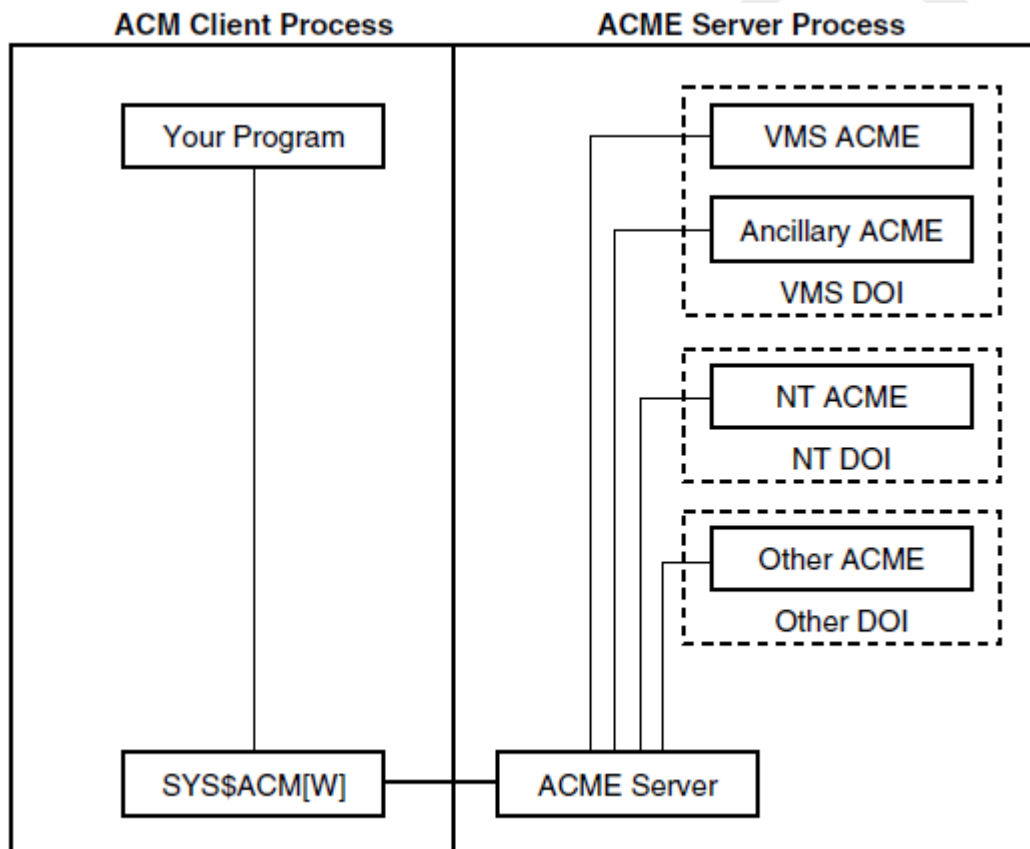 ACM Client Process
ACME Server Process
Your Program
VMS ACME
Ancillary ACME
VMS DOI
NT ACME
NT DOI
Other ACME
Other DOI
SYS$ACM[W]
ACME Server